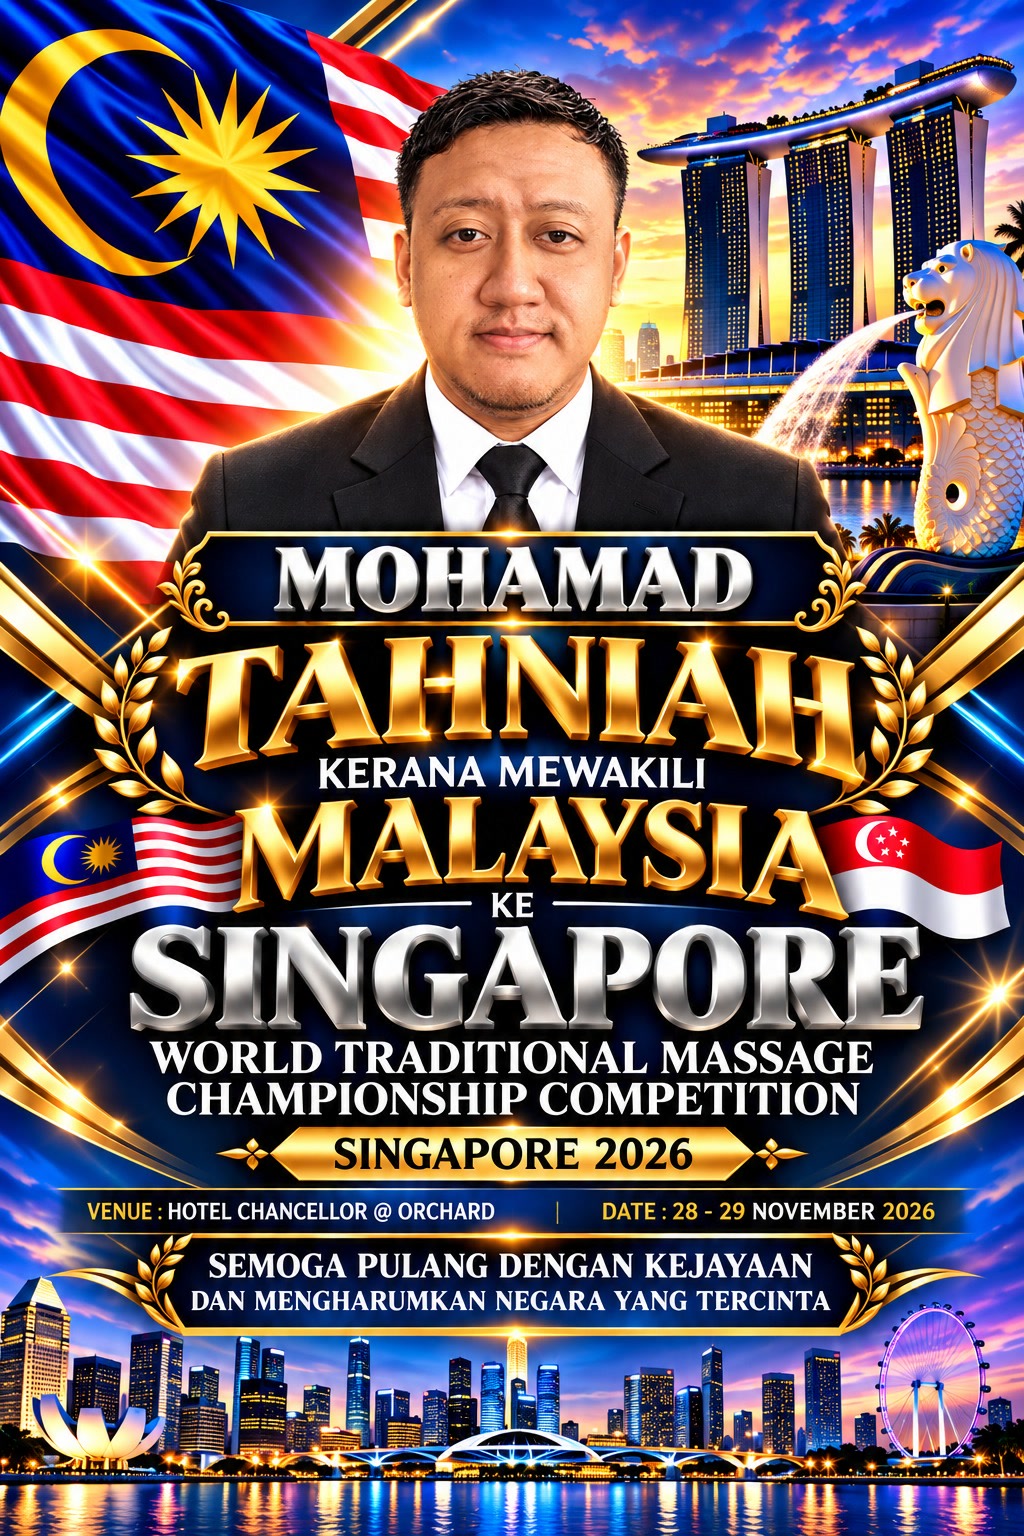 MOHAMAD
TAHNIAH
KERANA MEWAKILI
MALAYSIA
KE
SINGAPORE
WORLD TRADITIONAL MASSAGE
CHAMPIONSHIP COMPETITION
SINGAPORE 2026
VENUE : HOTEL CHANCELLOR @ ORCHARD | DATE : 28 - 29 NOVEMBER 2026
SEMOGA PULANG DENGAN KEJAYAAN
DAN MENGHARUMKAN NEGARA YANG TERCINTA